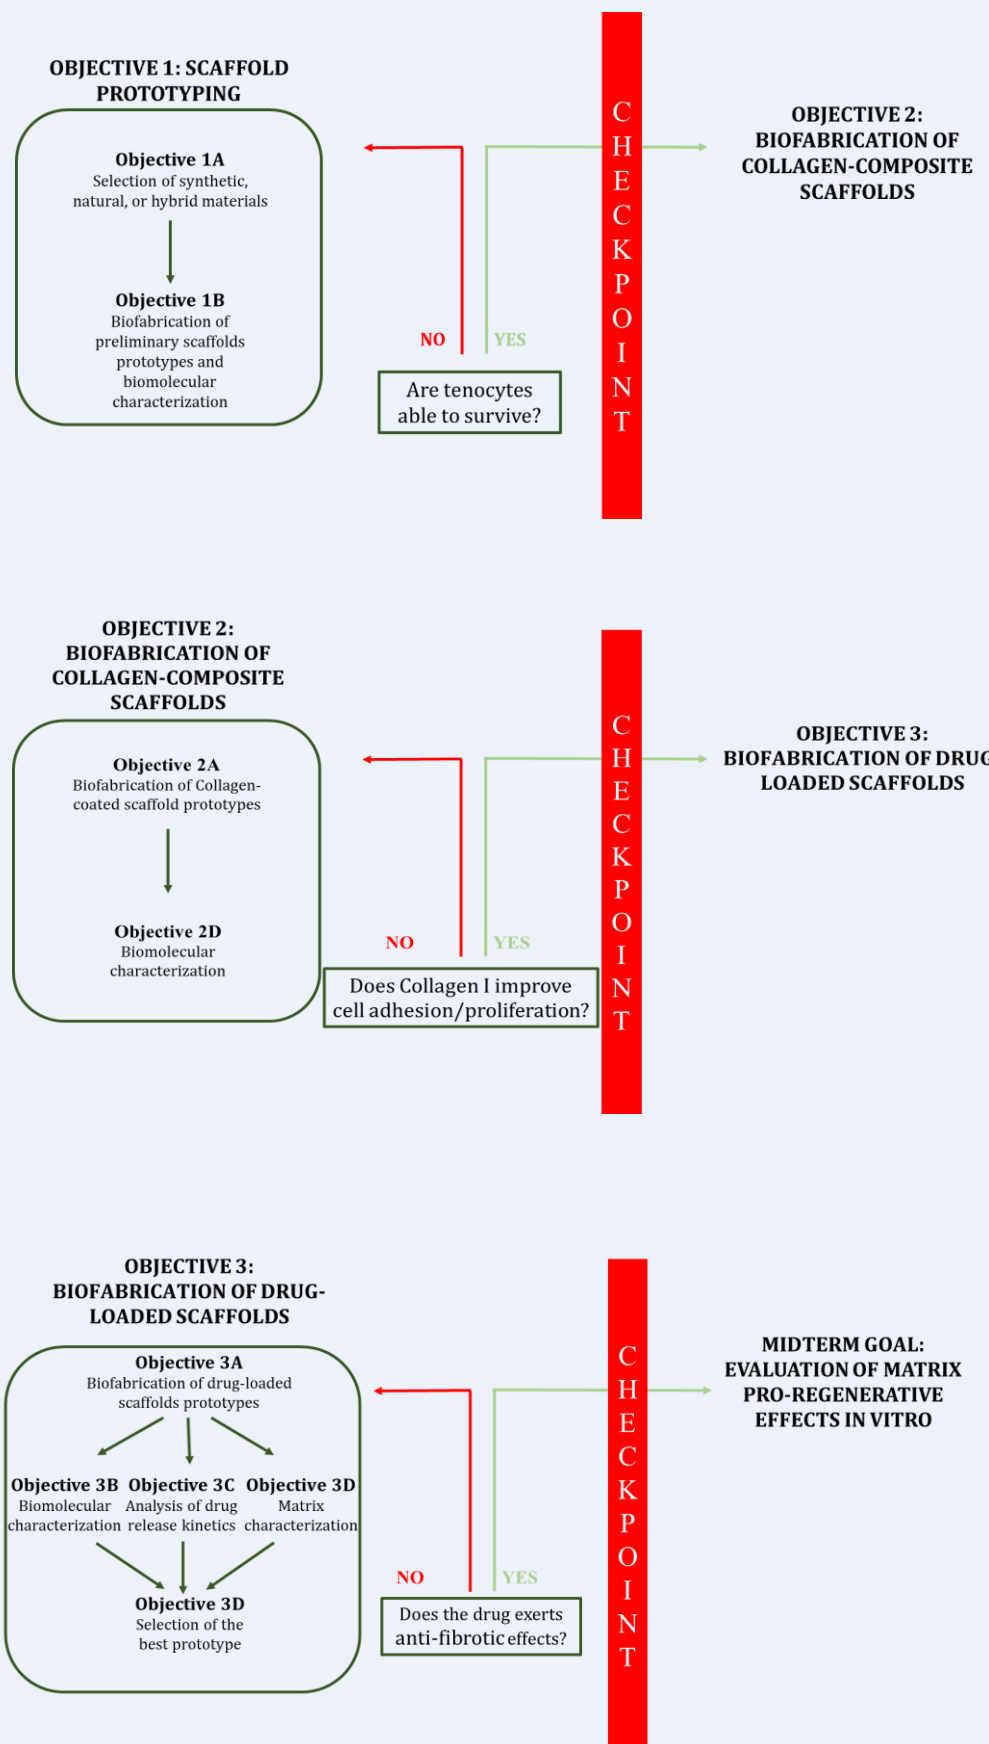 OBJECTIVE 1: SCAFFOLD
PROTOTYPING
Objective 1A
Selection of synthetic,
natural, or hybrid materials
Objective 1B
Biofabrication of
preliminary scaffolds
prototypes and
biomolecular
characterization
NO
YES
Are tenocytes
able to survive?
CHECKPOINT
OBJECTIVE 2:
BIOFABRICATION OF
COLLAGEN-COMPOSITE
SCAFFOLDS
OBJECTIVE 2:
BIOFABRICATION OF
COLLAGEN-COMPOSITE
SCAFFOLDS
Objective 2A
Biofabrication of Collagen-
coated scaffold prototypes
Objective 2D
Biomolecular
characterization
NO
YES
Does Collagen I improve
cell adhesion/proliferation?
CHECKPOINT
OBJECTIVE 3:
BIOFABRICATION OF DRUG-
LOADED SCAFFOLDS
OBJECTIVE 3:
BIOFABRICATION OF DRUG-
LOADED SCAFFOLDS
Objective 3A
Biofabrication of drug-loaded
scaffolds prototypes
Objective 3B
Biomolecular
characterization
Objective 3C
Analysis of drug
release kinetics
Objective 3D
Matrix
characterization
Objective 3D
Selection of the
best prototype
NO
YES
Does the drug exerts
anti-fibrotic effects?
CHECKPOINT
MIDTERM GOAL:
EVALUATION OF MATRIX
PRO-REGENERATIVE
EFFECTS IN VITRO